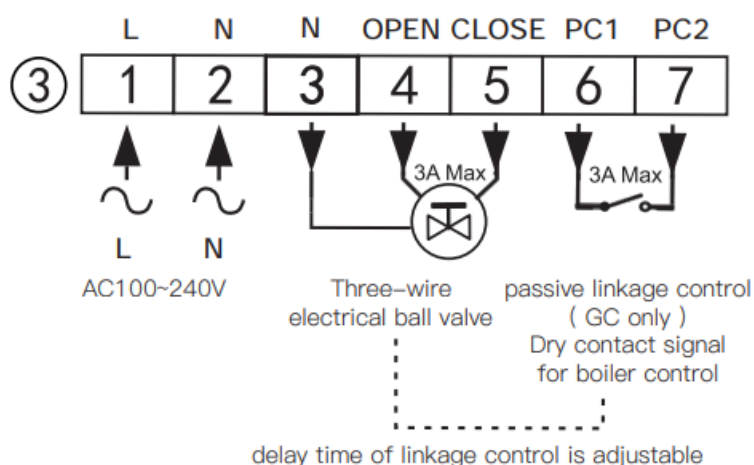 L N N OPEN CLOSE PC1 PC2
③ 1 2 3 4 5 6 7
3A Max 3A Max
L N
AC100~240V Three-wire passive linkage control
electrical ball valve ( GC only )
Dry contact signal
for boiler control
delay time of linkage control is adjustable